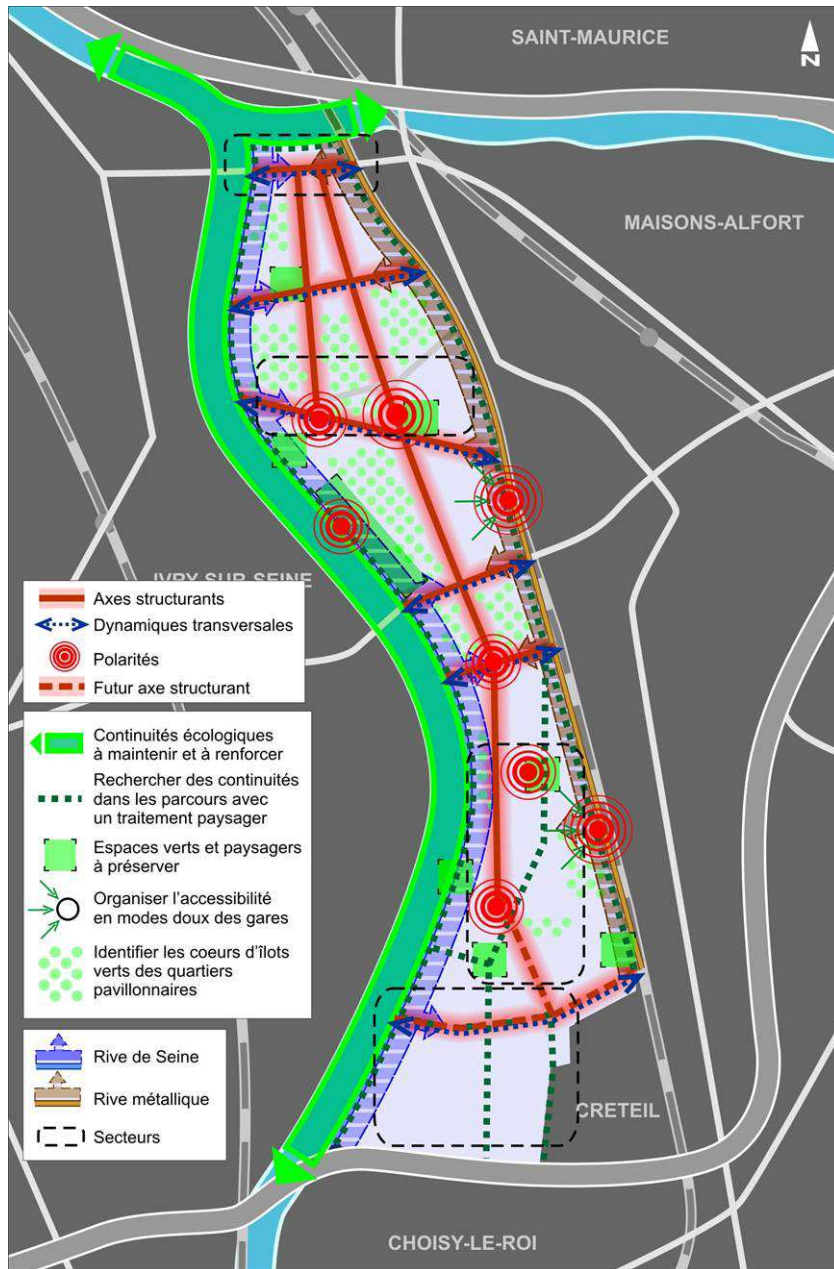 SAINT-MAURICE
N
MAISONS-ALFORT
IVRY SUR SEINE
Axes structurants
Dynamiques transversales
Polarités
Futur axe structurant
Continuités écologiques
à maintenir et à renforcer
Rechercher des continuités
dans les parcours avec
un traitement paysager
Espaces verts et paysagers
à préserver
Organiser l'accessibilité
en modes doux des gares
Identifier les coeurs d'îlots
verts des quartiers
pavillonnaires
Rive de Seine
Rive métallique
Secteurs
CRETEIL
CHOISY-LE-ROI